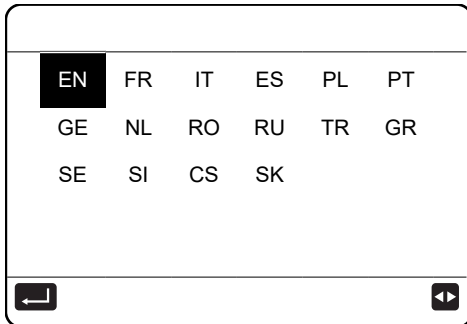 EN FR IT ES PL PT
GE NL RO RU TR GR
SE SI CS SK